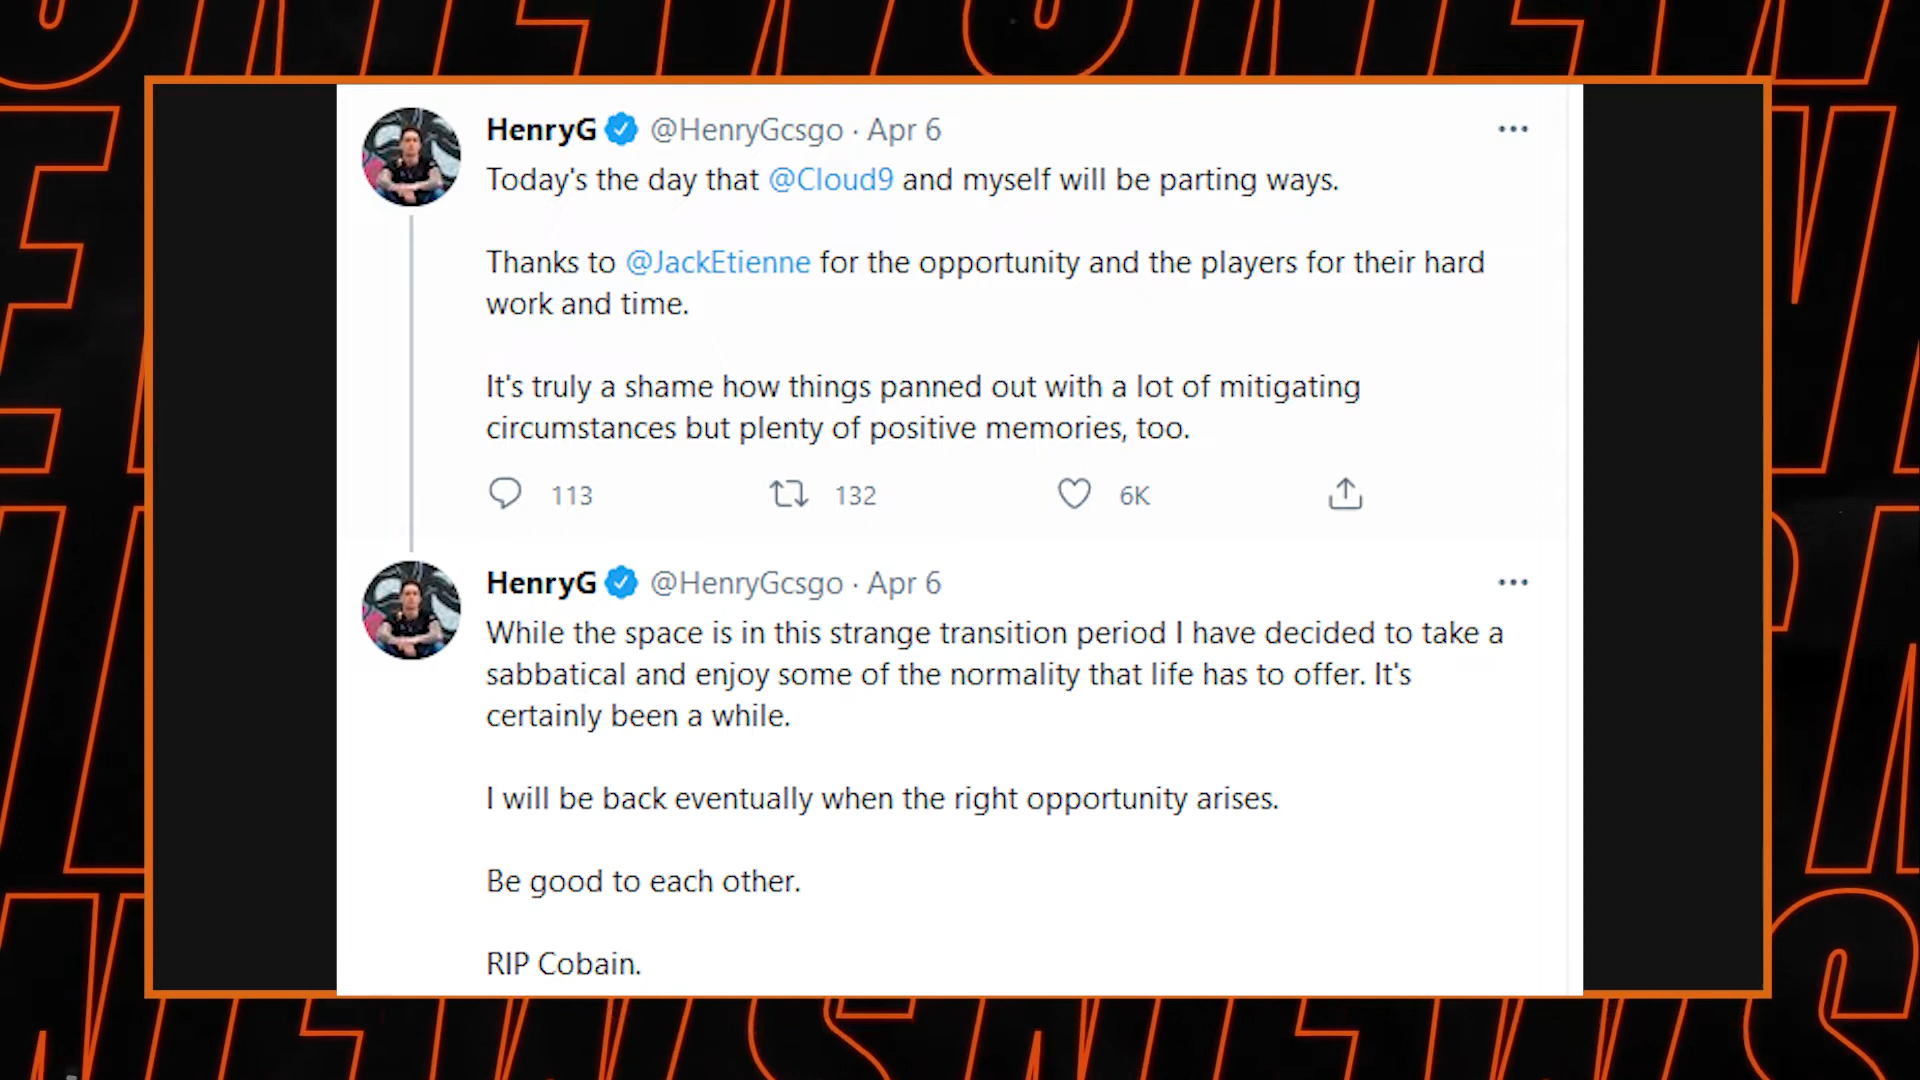 HenryG @HenryGcsgo · Apr 6
Today's the day that @Cloud9 and myself will be parting ways.
Thanks to @JackEtienne for the opportunity and the players for their hard
work and time.
It's truly a shame how things panned out with a lot of mitigating
circumstances but plenty of positive memories, too.
113 132 6K
HenryG @HenryGcsgo · Apr 6
While the space is in this strange transition period I have decided to take a
sabbatical and enjoy some of the normality that life has to offer. It's
certainly been a while.
I will be back eventually when the right opportunity arises.
Be good to each other.
RIP Cobain.